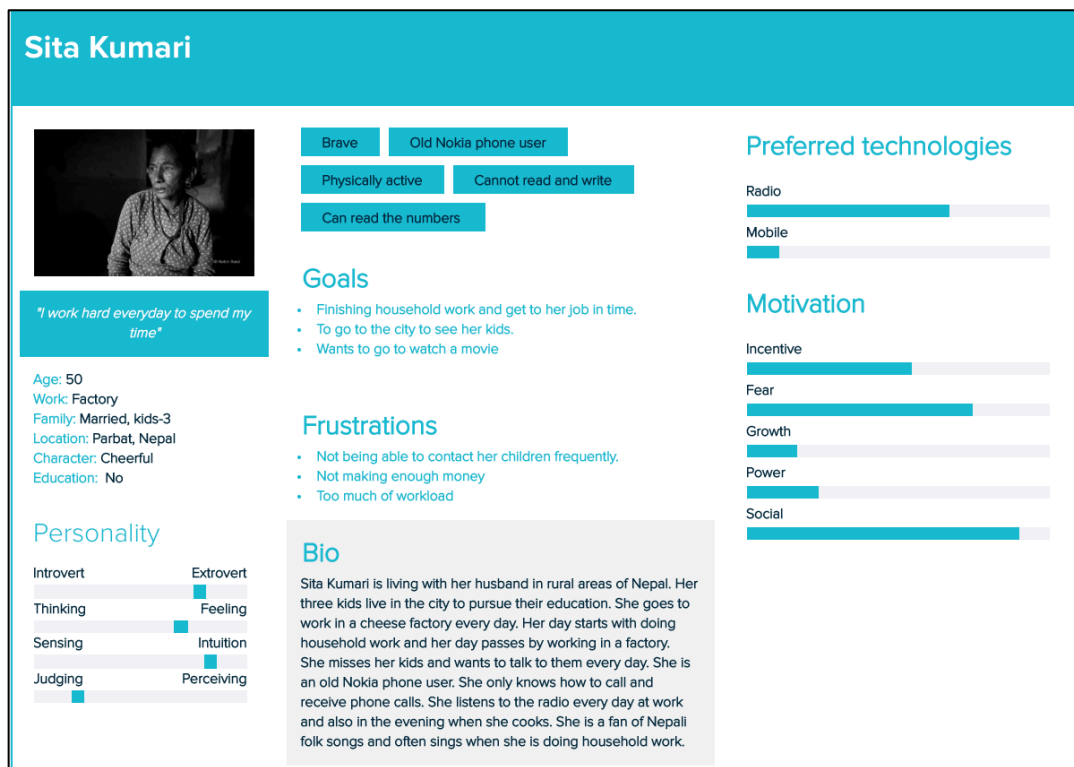 Sita Kumari
"I work hard everyday to spend my
time"
Age: 50
Work: Factory
Family: Married, kids-3
Location: Parbat, Nepal
Character: Cheerful
Education: No
Personality
Introvert Extrovert
Thinking Feeling
Sensing Intuition
Judging Perceiving
Brave Old Nokia phone user
Physically active Cannot read and write
Can read the numbers
Goals
• Finishing household work and get to her job in time.
• To go to the city to see her kids.
• Wants to go to watch a movie
Frustrations
• Not being able to contact her children frequently.
• Not making enough money
• Too much of workload
Bio
Sita Kumari is living with her husband in rural areas of Nepal. Her
three kids live in the city to pursue their education. She goes to
work in a cheese factory every day. Her day starts with doing
household work and her day passes by working in a factory.
She misses her kids and wants to talk to them every day. She is
an old Nokia phone user. She only knows how to call and
receive phone calls. She listens to the radio every day at work
and also in the evening when she cooks. She is a fan of Nepali
folk songs and often sings when she is doing household work.
Preferred technologies
Radio
Mobile
Motivation
Incentive
Fear
Growth
Power
Social